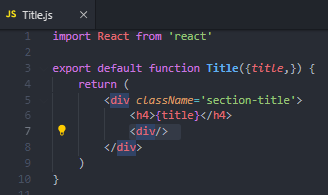 JS Title.js ×
1 import React from 'react'
2
3 export default function Title({title,}) {
4     return (
5         <div className='section-title'>
6             <h4>{title}</h4>
7             <div/>
8         </div>
9     )
10 }